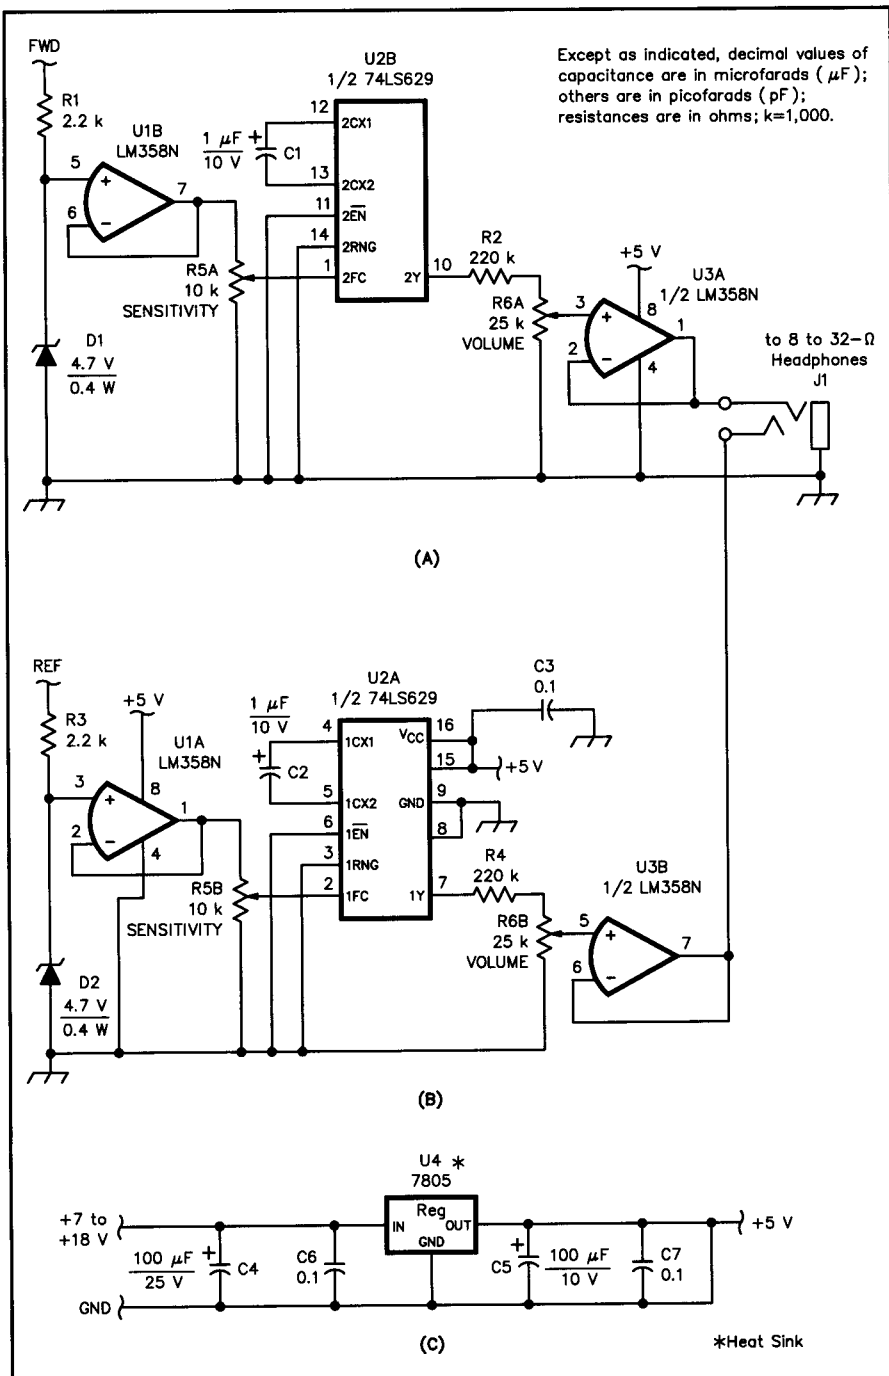 FWD
R1
2.2 k
U1B
LM358N
5
+
6
−
7
D1
4.7 V
0.4 W
R5A
10 k
SENSITIVITY
U2B
1/2 74LS629
1 μF
10 V
+
C1
12
2CX1
13
2CX2
11
2E̅N̅
14
2RNG
1
2FC
2Y
10
R2
220 k
R6A
25 k
VOLUME
Except as indicated, decimal values of
capacitance are in microfarads ( μF);
others are in picofarads (pF);
resistances are in ohms; k=1,000.
+5 V
U3A
1/2 LM358N
3
+
8
1
2
−
4
to 8 to 32-Ω
Headphones
J1
(A)
REF
R3
2.2 k
+5 V
U1A
LM358N
3
+
8
1
2
−
4
D2
4.7 V
0.4 W
R5B
10 k
SENSITIVITY
U2A
1/2 74LS629
1 μF
10 V
+
C2
4
1CX1
5
1CX2
6
1E̅N̅
3
1RNG
2
1FC
VCC
16
15
+5 V
GND
9
8
1Y
7
C3
0.1
R4
220 k
R6B
25 k
VOLUME
U3B
1/2 LM358N
5
+
6
−
7
(B)
+7 to
+18 V
GND
100 μF
25 V
+
C4
C6
0.1
U4 *
7805
Reg
IN
OUT
GND
+
C5
100 μF
10 V
C7
0.1
+5 V
(C)
*Heat Sink